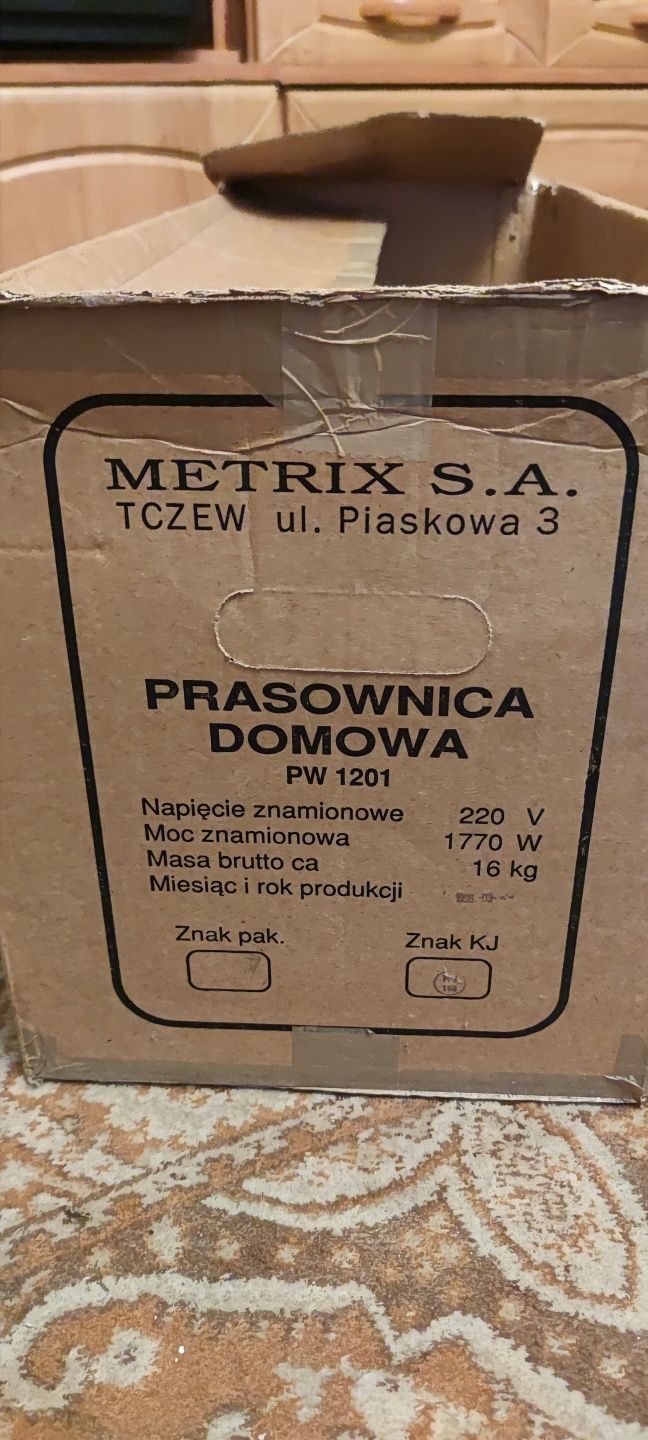 METRIX S.A.
TCZEW ul. Piaskowa 3
PRASOWNICA
DOMOWA
PW 1201
Napięcie znamionowe 220 V
Moc znamionowa 1770 W
Masa brutto ca 16 kg
Miesiąc i rok produkcji
Znak pak. Znak KJ